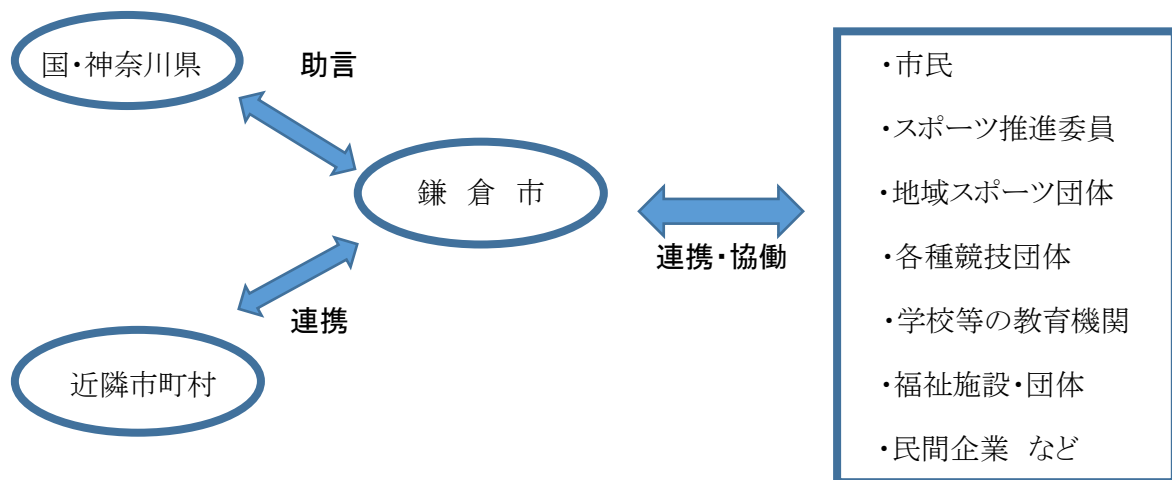 国・神奈川県
助言
鎌 倉 市
連携
近隣市町村
連携・協働
・市民
・スポーツ推進委員
・地域スポーツ団体
・各種競技団体
・学校等の教育機関
・福祉施設・団体
・民間企業 など